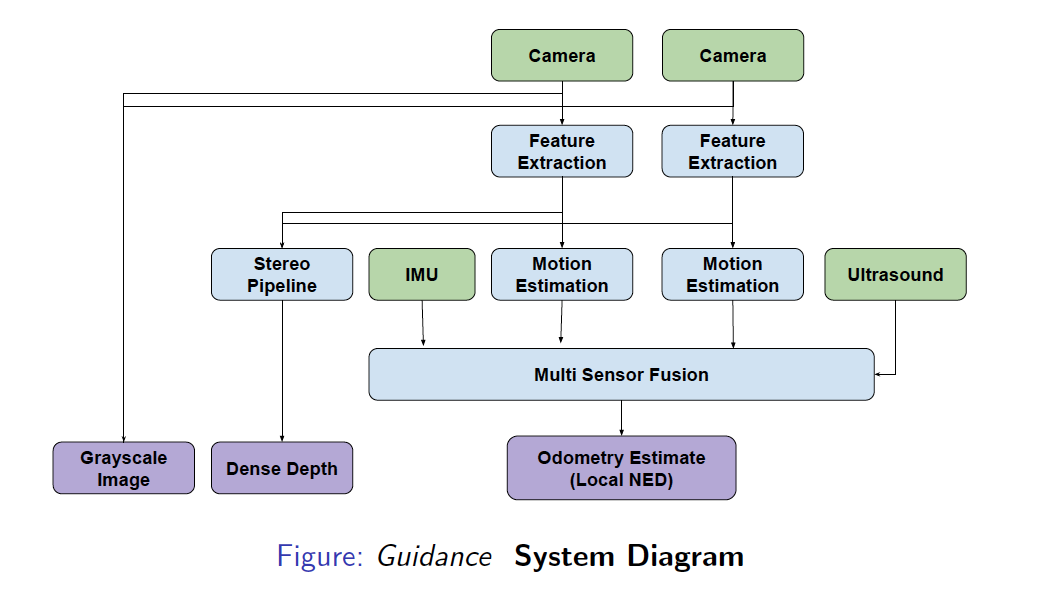 Camera
Camera
Feature
Extraction
Feature
Extraction
Stereo
Pipeline
IMU
Motion
Estimation
Motion
Estimation
Ultrasound
Multi Sensor Fusion
Grayscale
Image
Dense Depth
Odometry Estimate
(Local NED)
Figure: Guidance System Diagram